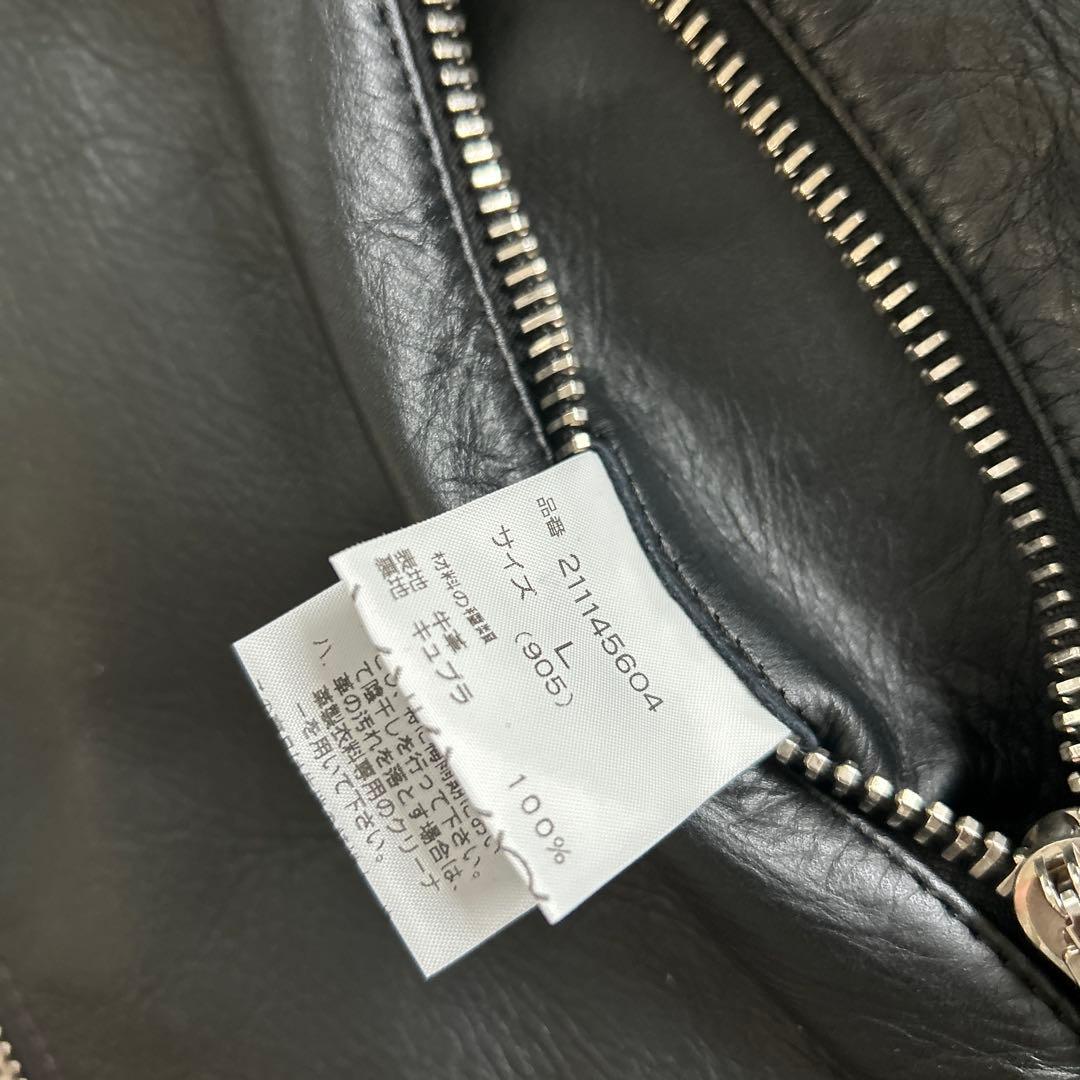 品番 211145604
サイズ L
(905)
材料の種類
表地 牛革
裏地 キュプラ 100%
て陰干しを行って下さい。
革の汚れを落とす場合は、
革製衣料専用のクリーナ
ーを用いて下さい。
ハ.